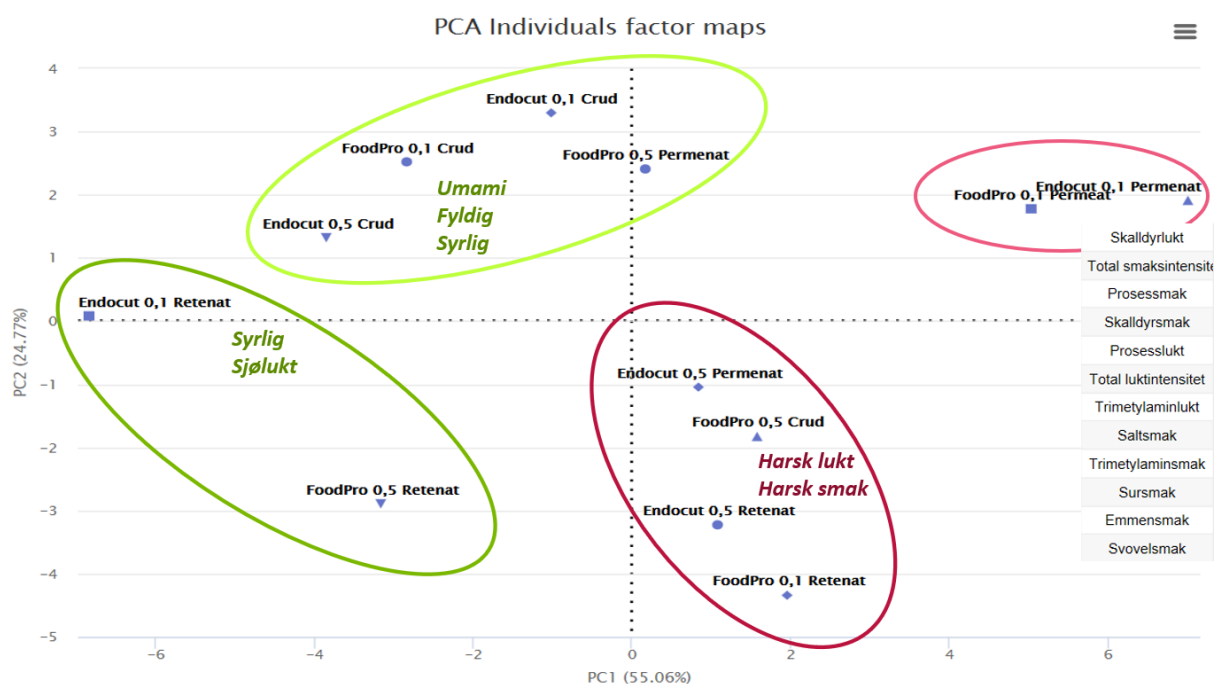 PCA Individuals factor maps
4
Endocut 0,1 Crud
3
FoodPro 0,1 Crud
FoodPro 0,5 Permenat
Umami
Fyldig
Syrlig
2
Endocut 0,1 Permenat
FoodPro 0,1 Permeat
Endocut 0,5 Crud
1
Endocut 0,1 Retenat
0
Syrlig
Sjølukt
Endocut 0,5 Permenat
-1
FoodPro 0,5 Crud
-2
Harsk lukt
Harsk smak
FoodPro 0,5 Retenat
-3
Endocut 0,5 Retenat
-4
FoodPro 0,1 Retenat
-5
Skalldyrlukt
Total smaksintensite
Prosessmak
Skalldyrsmak
Prosesslukt
Total luktintensitet
Trimetylaminlukt
Saltsmak
Trimetylaminsmak
Sursmak
Emmensmak
Svovelsmak
PC2 (24.77%)
-6 -4 -2 0 2 4 6
PC1 (55.06%)